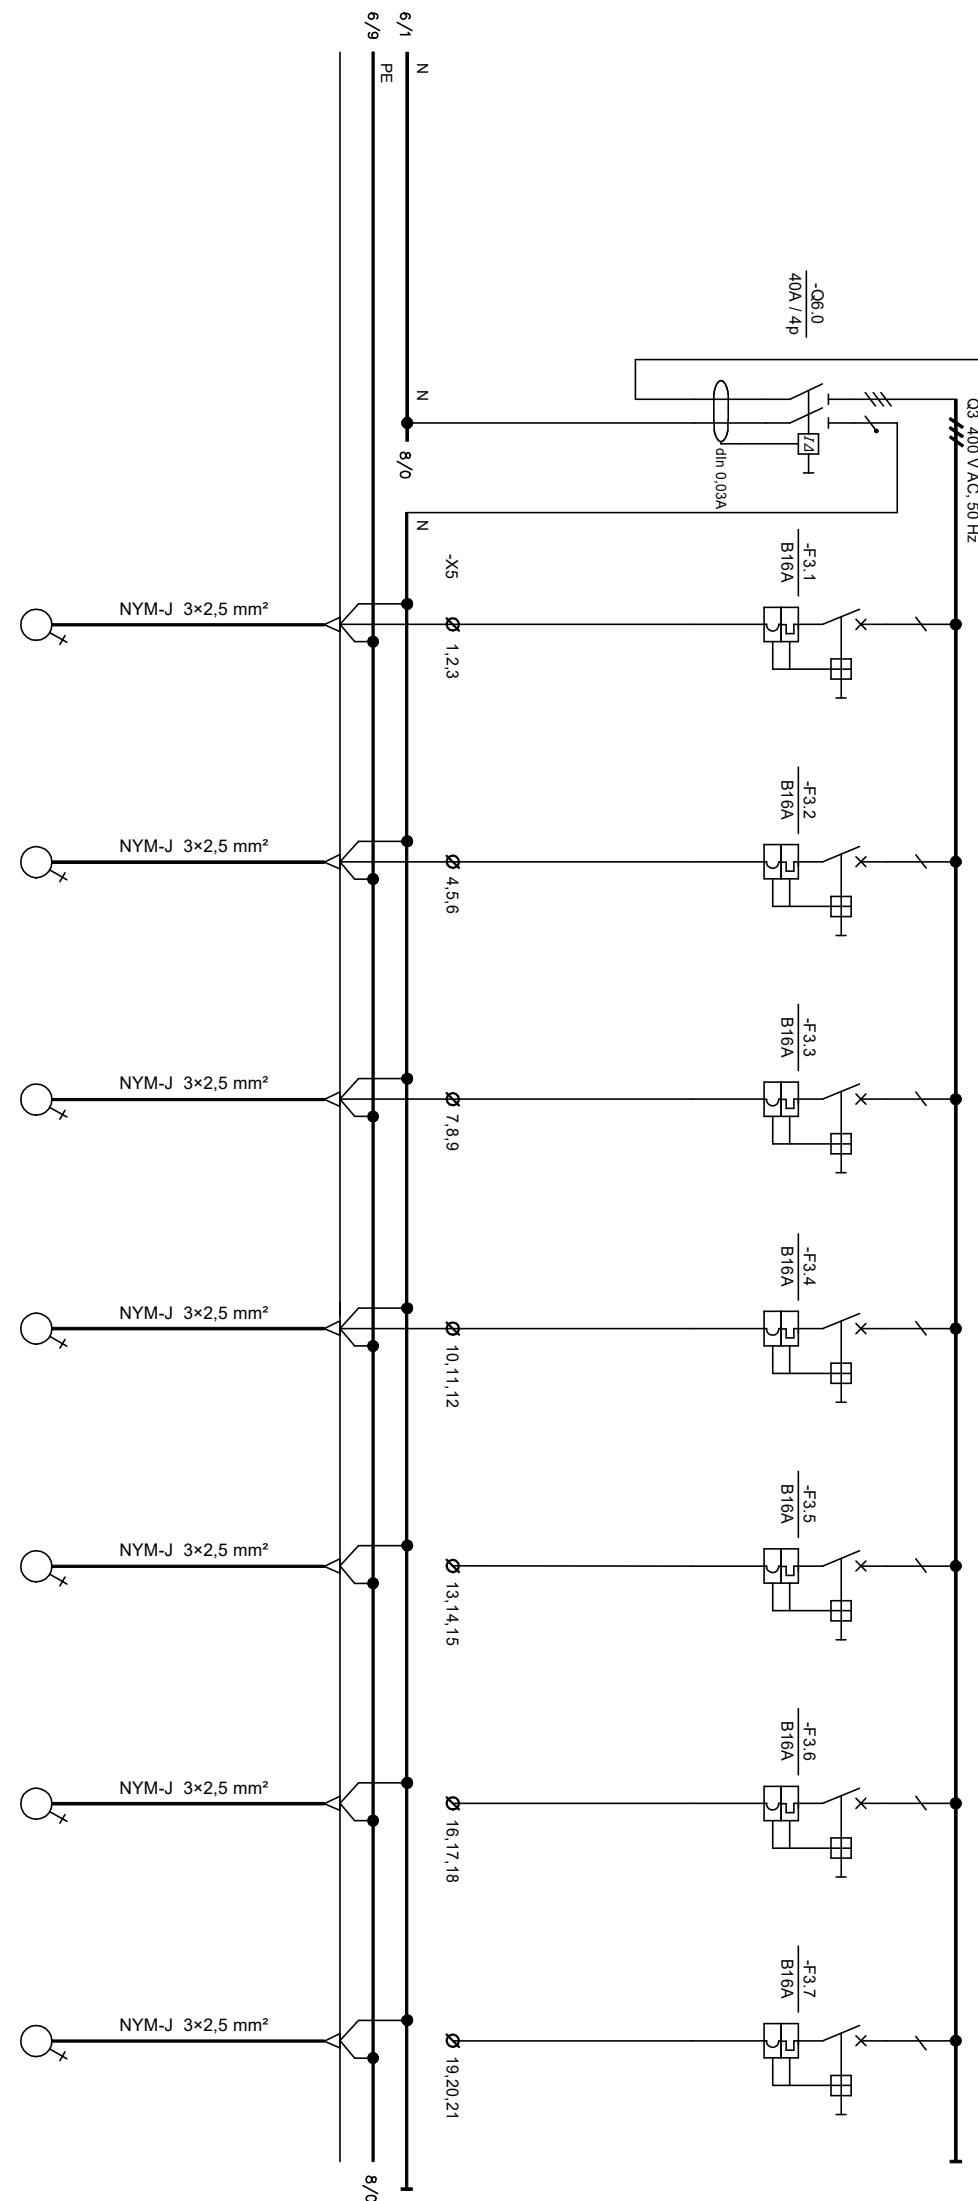 6/9
6/1
PE
N
-Q6.0
40A / 4p
N
8/0
dIn 0,03A
Q3 400 V AC, 50 Hz
N
-X5
-F3.1
B16A
NYM-J 3×2,5 mm²
1,2,3
-F3.2
B16A
NYM-J 3×2,5 mm²
4,5,6
-F3.3
B16A
NYM-J 3×2,5 mm²
7,8,9
-F3.4
B16A
NYM-J 3×2,5 mm²
10,11,12
-F3.5
B16A
NYM-J 3×2,5 mm²
13,14,15
-F3.6
B16A
NYM-J 3×2,5 mm²
16,17,18
-F3.7
B16A
NYM-J 3×2,5 mm²
19,20,21
8/0